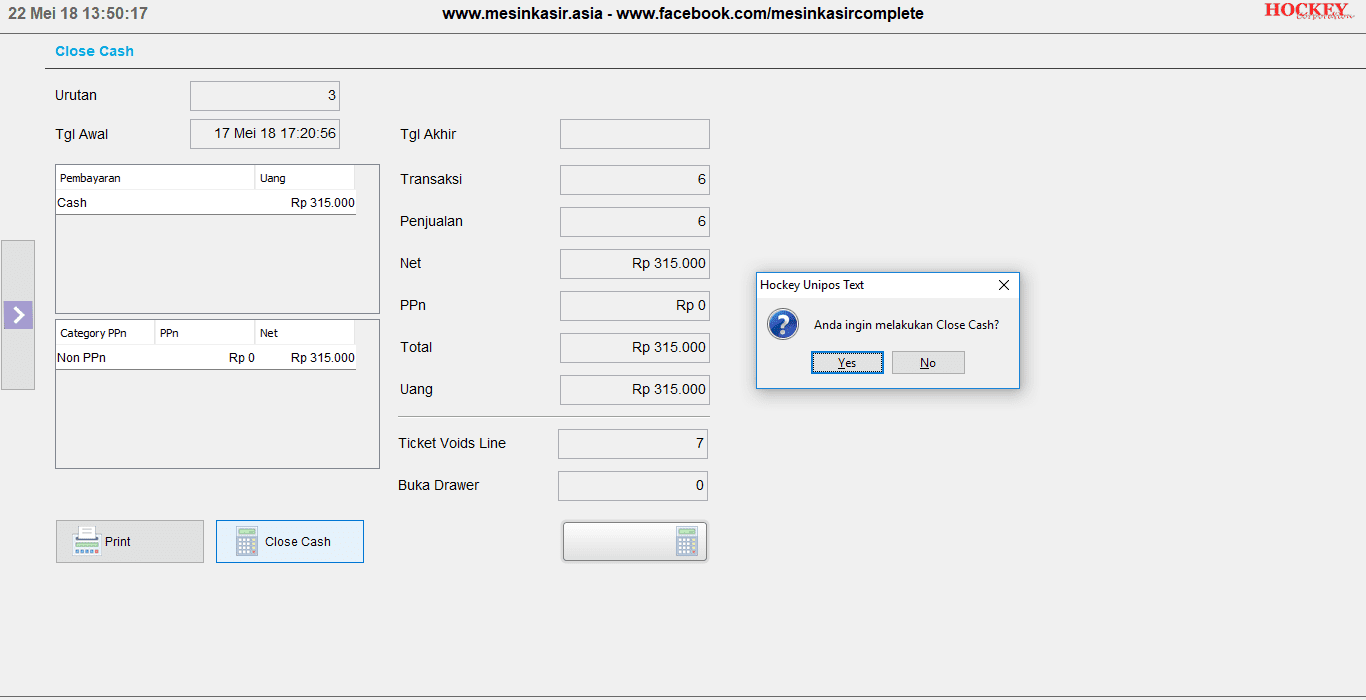 22 Mei 18 13:50:17 www.mesinkasir.asia - www.facebook.com/mesinkasircomplete HOCKEY
Corporation
Close Cash
Urutan 3
Tgl Awal 17 Mei 18 17:20:56 Tgl Akhir
Pembayaran Uang
Cash Rp 315.000
Category PPn PPn Net
Non PPn Rp 0 Rp 315.000
Transaksi 6
Penjualan 6
Net Rp 315.000
PPn Rp 0
Total Rp 315.000
Uang Rp 315.000
Ticket Voids Line 7
Buka Drawer 0
Print Close Cash
Hockey Unipos Text
Anda ingin melakukan Close Cash?
Yes No